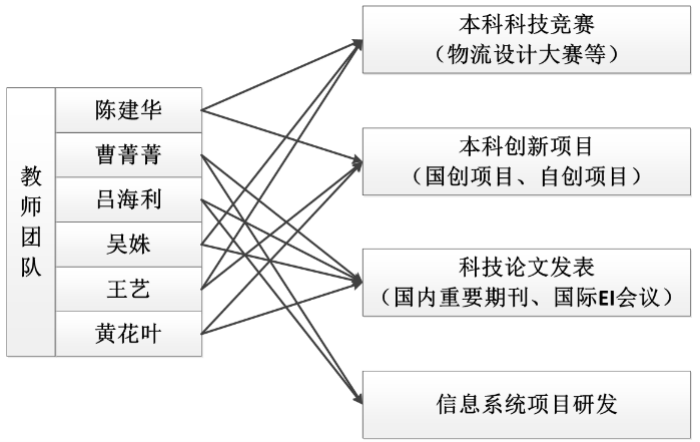 教师团队
陈建华
曹菁菁
吕海利
吴姝
王艺
黄花叶
本科科技竞赛
（物流设计大赛等）
本科创新项目
（国创项目、自创项目）
科技论文发表
（国内重要期刊、国际EI会议）
信息系统项目研发